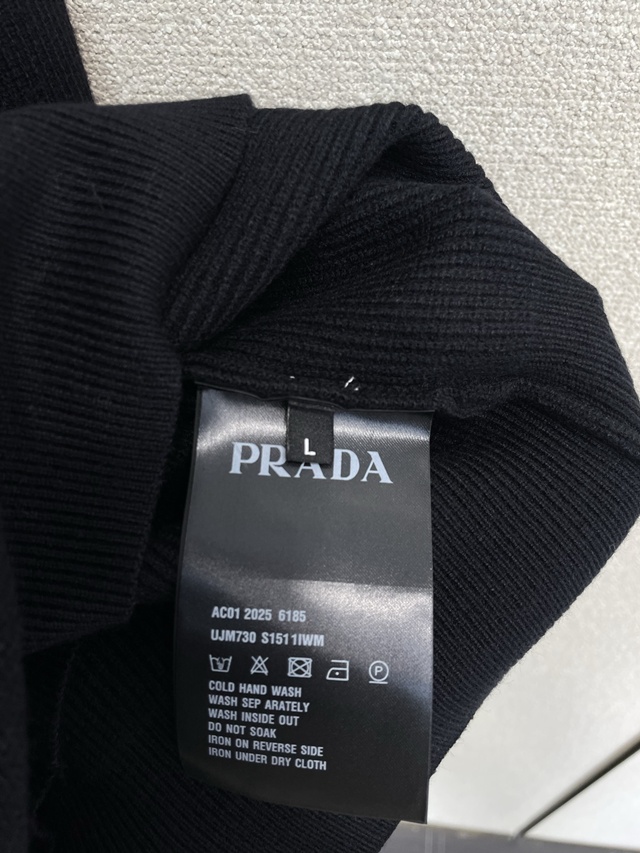 L
PRADA
AC01 2025 6185
UJM730 S1511IWM
P
COLD HAND WASH
WASH SEP ARATELY
WASH INSIDE OUT
DO NOT SOAK
IRON ON REVERSE SIDE
IRON UNDER DRY CLOTH